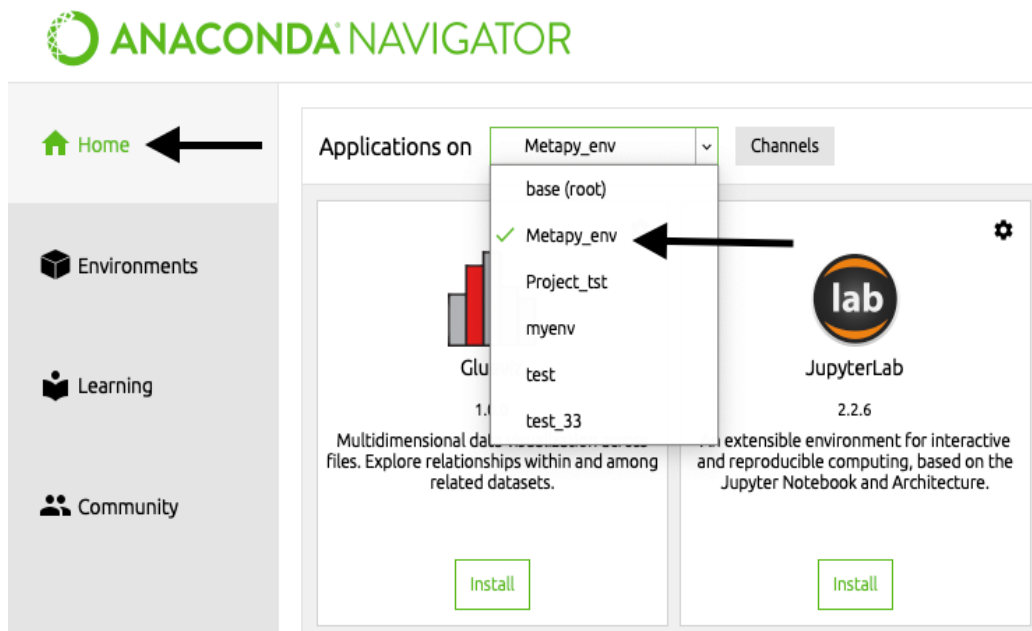 ANACONDA NAVIGATOR
Home
Environments
Learning
Community
Applications on
Metapy_env
Channels
base (root)
Metapy_env
Project_tst
myenv
test
test_33
1.0
Multidimensional data
files. Explore relationships within and among
related datasets.
Install
lab
JupyterLab
2.2.6
extensible environment for interactive
and reproducible computing, based on the
Jupyter Notebook and Architecture.
Install